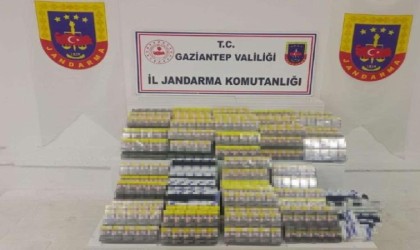 T.C.
GAZİANTEP VALİLİĞİ
İL JANDARMA KOMUTANLIĞI
JANDARMA
JANDARMA